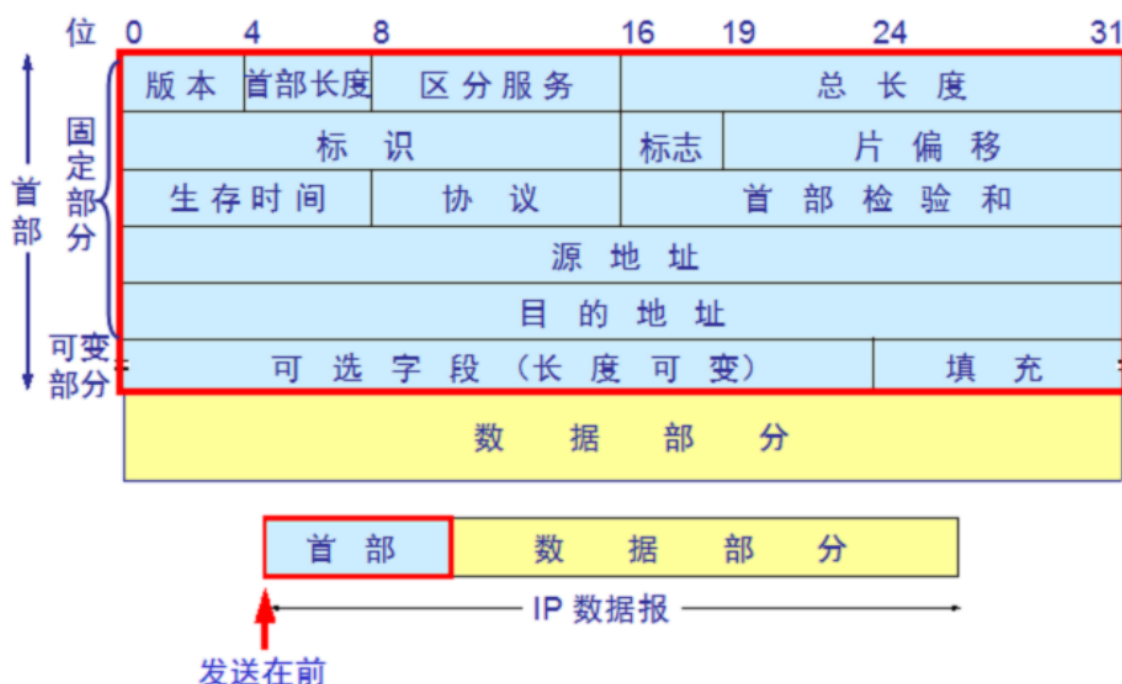 位 0 4 8 16 19 24 31
版本 首部长度 区分服务 总长度
标识 标志 片偏移
生存时间 协议 首部检验和
源地址
目的地址
可选字段（长度可变） 填充
数据部分
首部
固定部分
可变部分
首部 数据部分
IP 数据报
发送在前